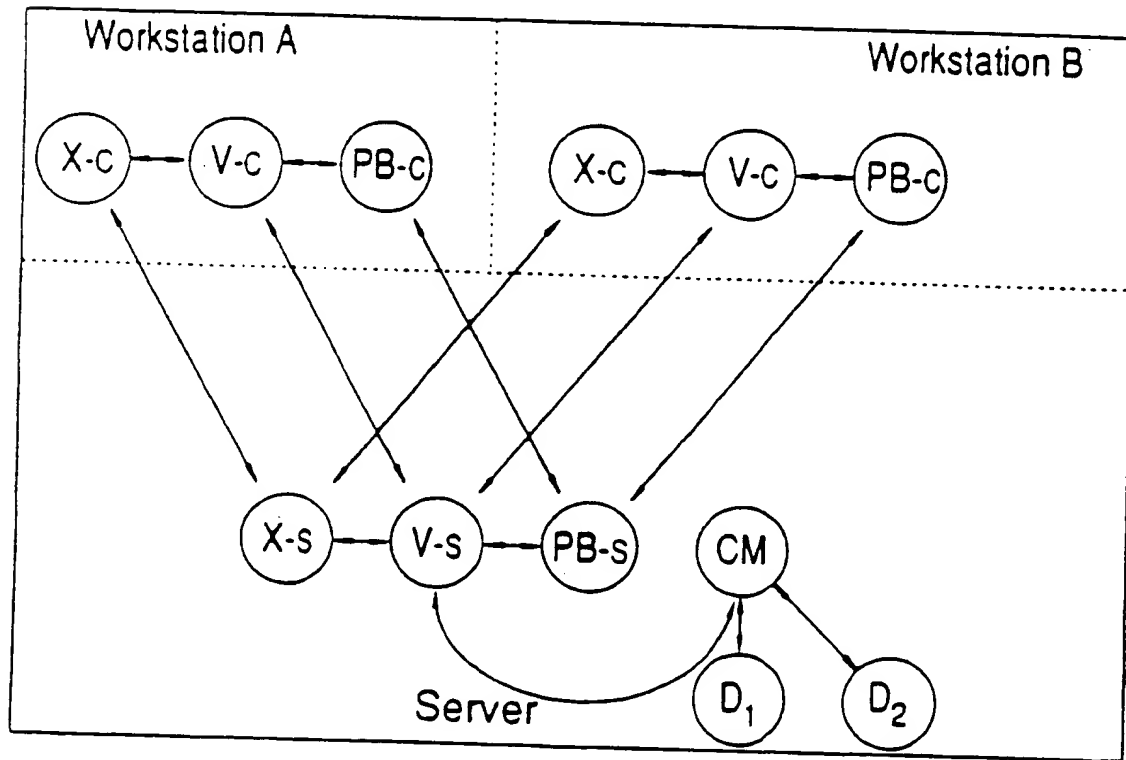 Workstation A
Workstation B
X-c
V-c
PB-c
X-c
V-c
PB-c
X-s
V-s
PB-s
CM
Server
D1
D2